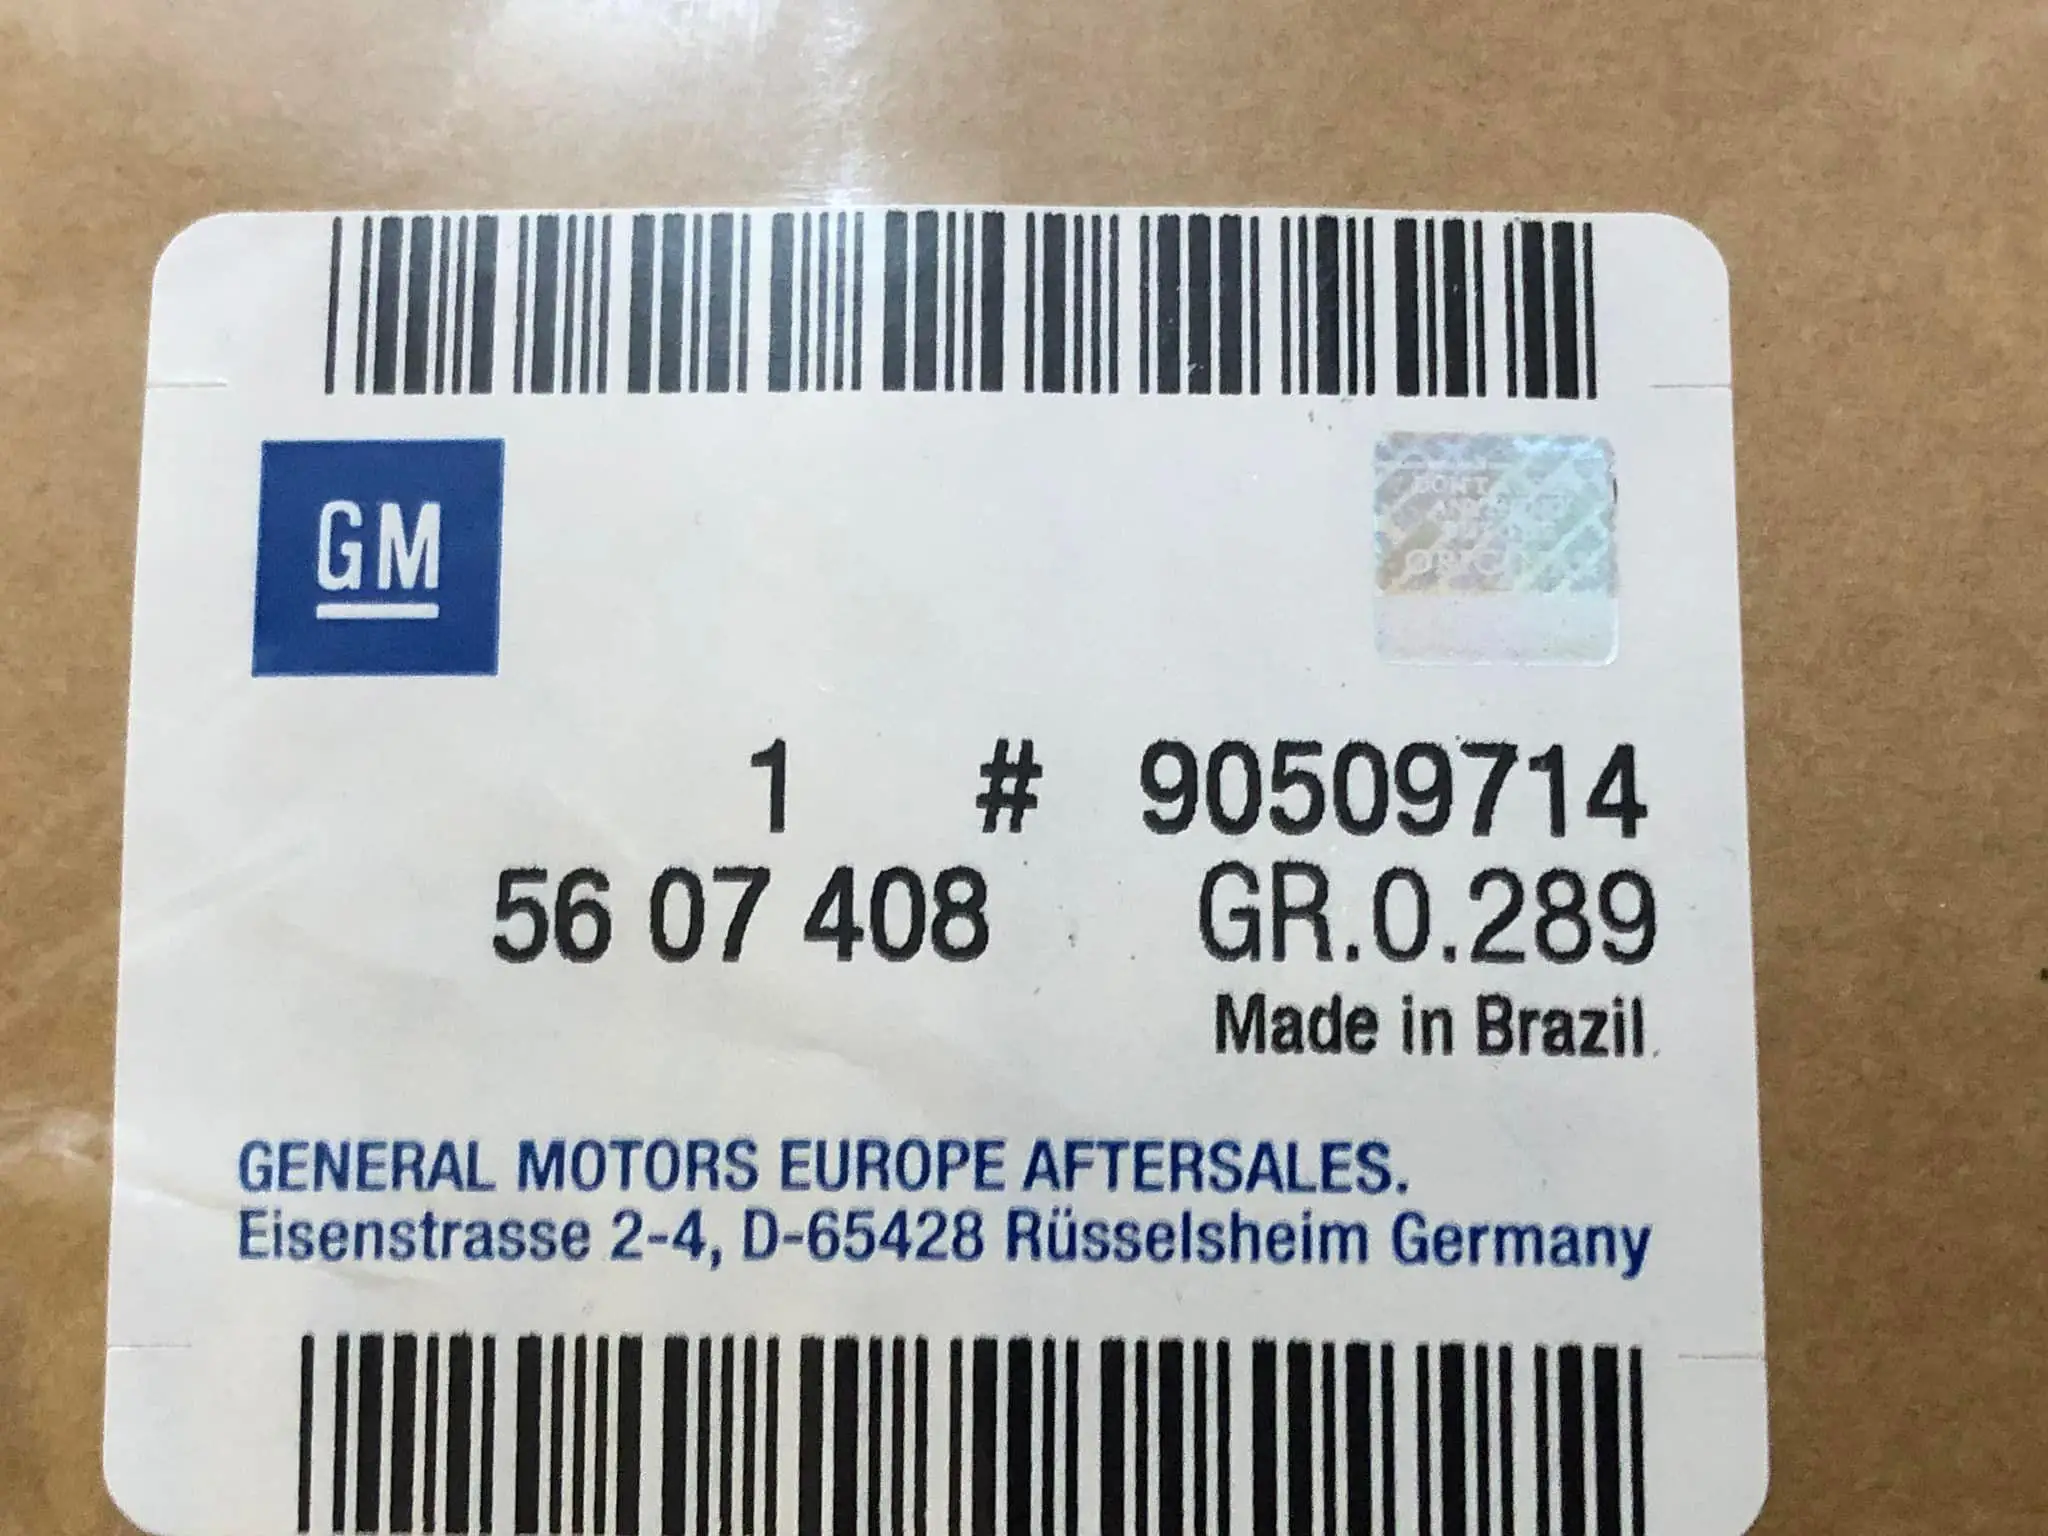 GM
DON'T
1 # 90509714
56 07 408 GR.0.289
Made in Brazil
GENERAL MOTORS EUROPE AFTERSALES.
Eisenstrasse 2-4, D-65428 Rüsselsheim Germany